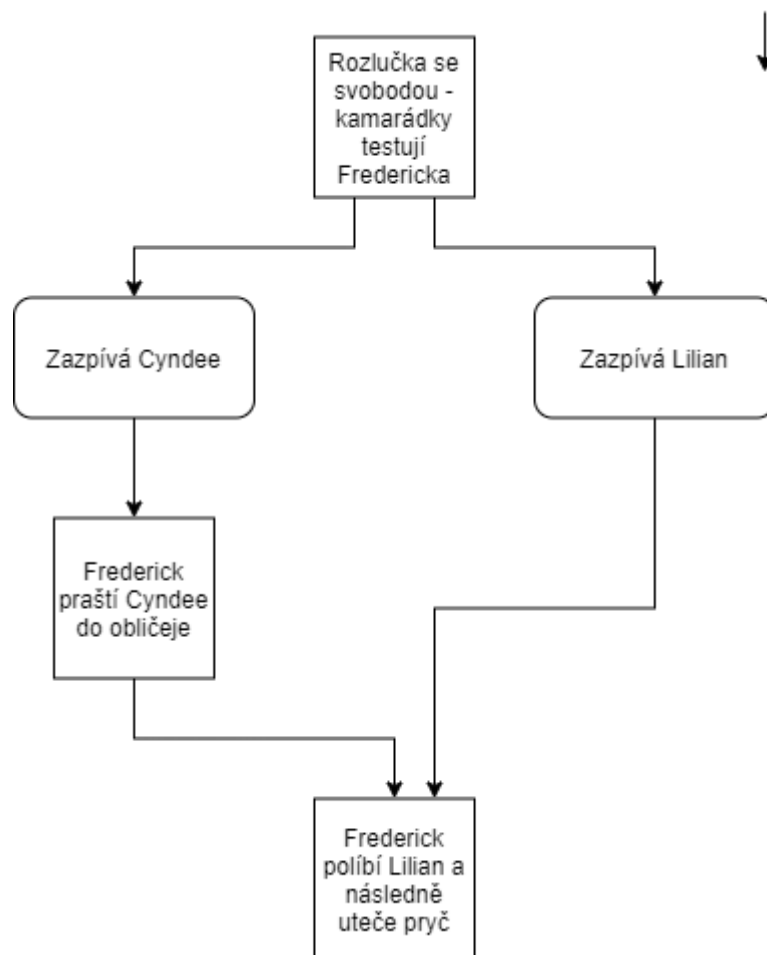 Rozlučka se
svobodou -
kamarádky
testují
Fredericka
Zazpívá Cyndee
Zazpívá Lilian
Frederick
praští Cyndee
do obličeje
Frederick
políbí Lilian a
následně
uteče pryč